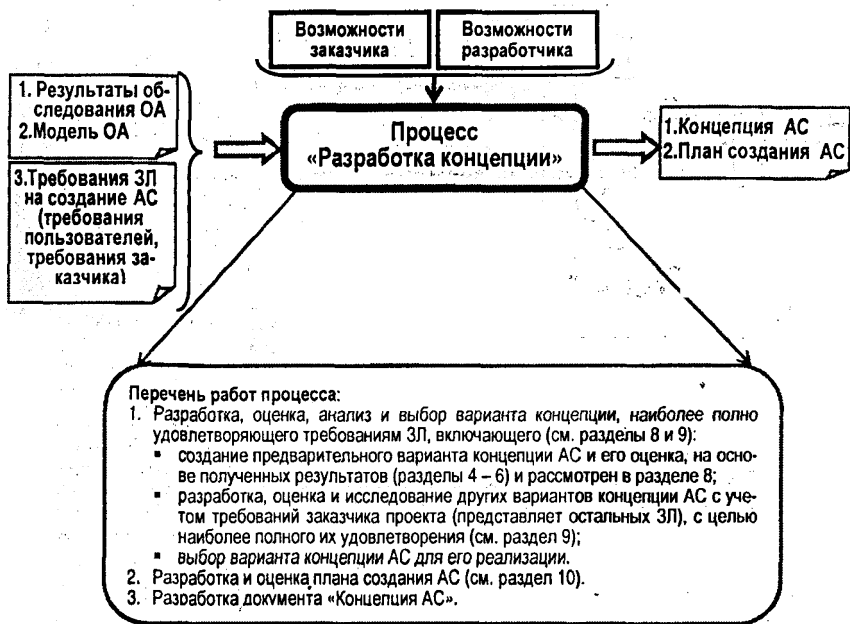 Возможности
заказчика
Возможности
разработчика
1. Результаты об-
следования ОА
2.Модель ОА
3.Требования ЗЛ
на создание АС
(требования
пользователей,
требования за-
казчика)
Процесс
«Разработка концепции»
1.Концепция АС
2.План создания АС
Перечень работ процесса:
1. Разработка, оценка, анализ и выбор варианта концепции, наиболее полно
удовлетворяющего требованиям ЗЛ, включающего (см. разделы 8 и 9):
▪ создание предварительного варианта концепции АС и его оценка, на осно-
ве полученных результатов (разделы 4 – 6) и рассмотрен в разделе 8;
▪ разработка, оценка и исследование других вариантов концепции АС с уче-
том требований заказчика проекта (представляет остальных ЗЛ), с целью
наиболее полного их удовлетворения (см. раздел 9);
▪ выбор варианта концепции АС для его реализации.
2. Разработка и оценка плана создания АС (см. раздел 10).
3. Разработка документа «Концепция АС».